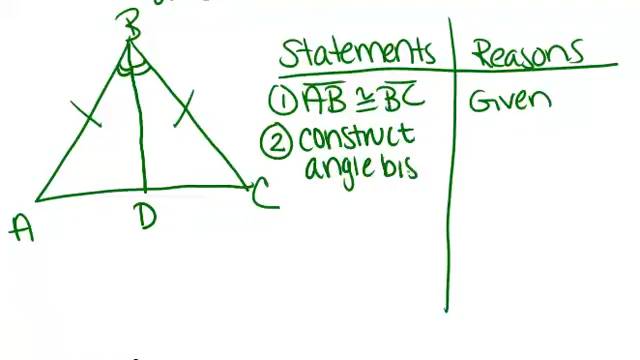 B
Statements Reasons
① AB ≅ BC Given
② construct
angle bis
A
D
C